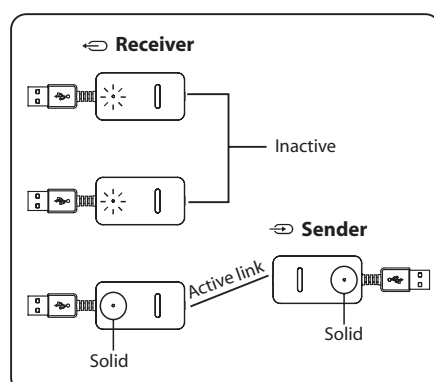 Receiver
Inactive
Sender
Active link
Solid
Solid